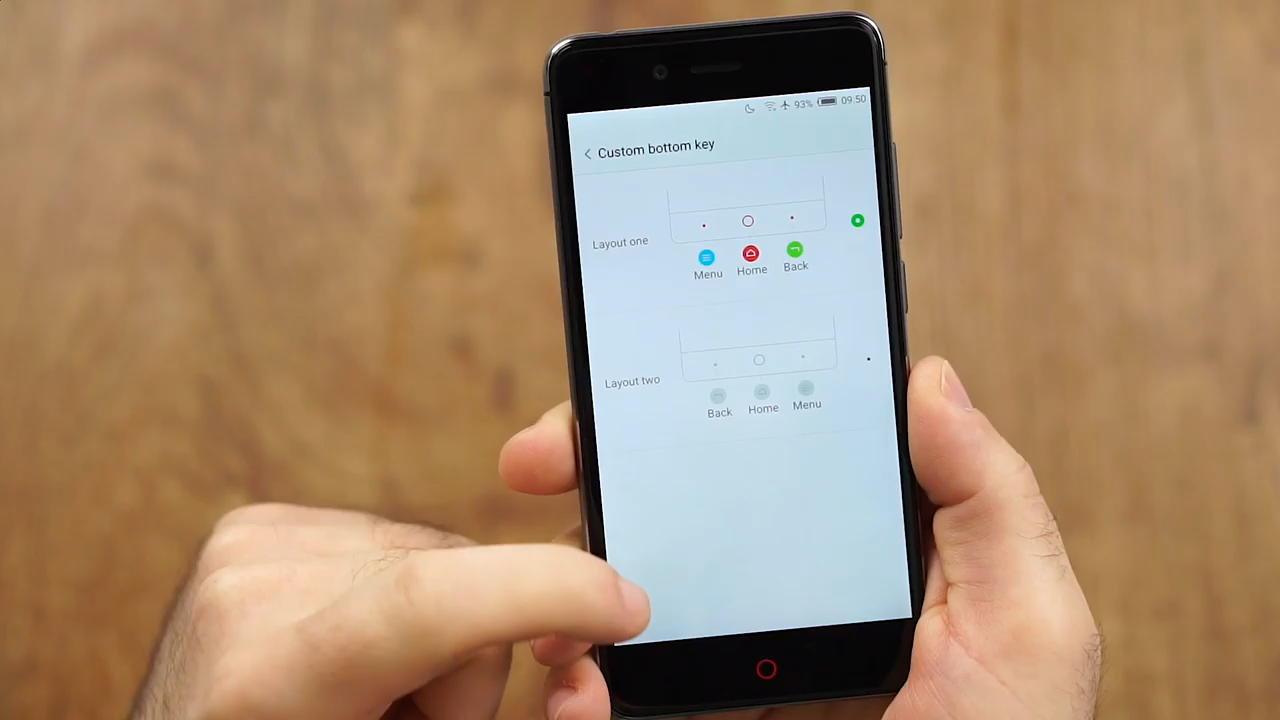 93% 09:50
Custom bottom key
Layout one
Menu Home Back
Layout two
Back Home Menu